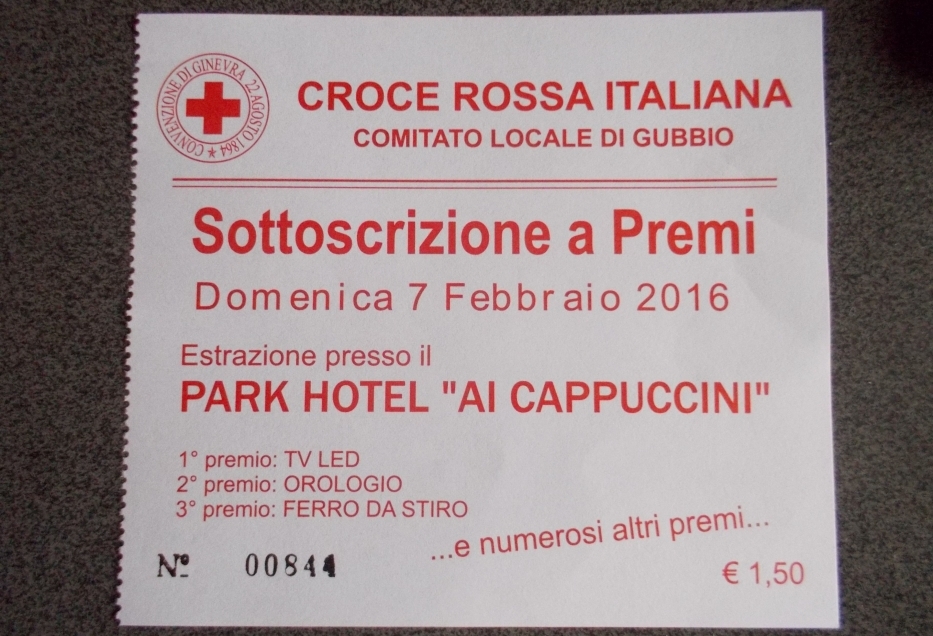 CONVENZIONE DI GINEVRA 22 AGOSTO 1864
CROCE ROSSA ITALIANA
COMITATO LOCALE DI GUBBIO
Sottoscrizione a Premi
Domenica 7 Febbraio 2016
Estrazione presso il
PARK HOTEL "AI CAPPUCCINI"
1° premio: TV LED
2° premio: OROLOGIO
3° premio: FERRO DA STIRO
...e numerosi altri premi...
Nº 00844
€ 1,50